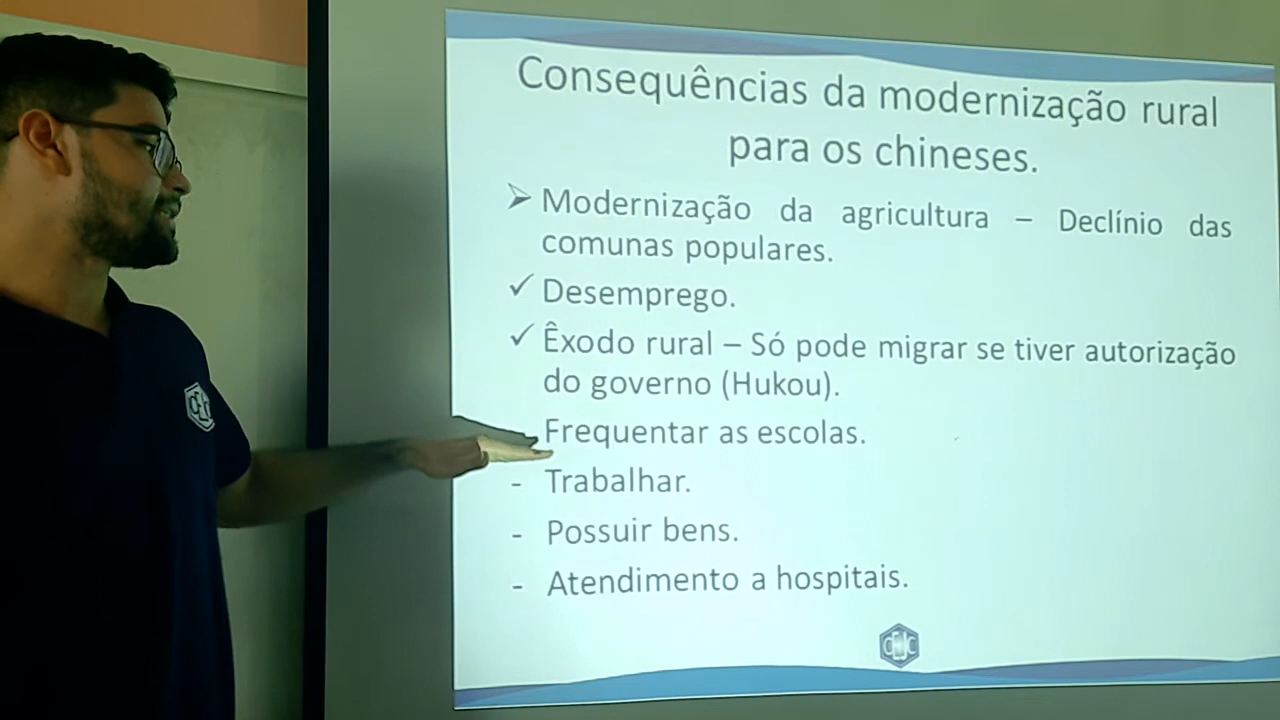 Consequências da modernização rural
para os chineses.
➢ Modernização da agricultura – Declínio das
comunas populares.
✓ Desemprego.
✓ Êxodo rural – Só pode migrar se tiver autorização
do governo (Hukou).
Frequentar as escolas.
- Trabalhar.
- Possuir bens.
- Atendimento a hospitais.